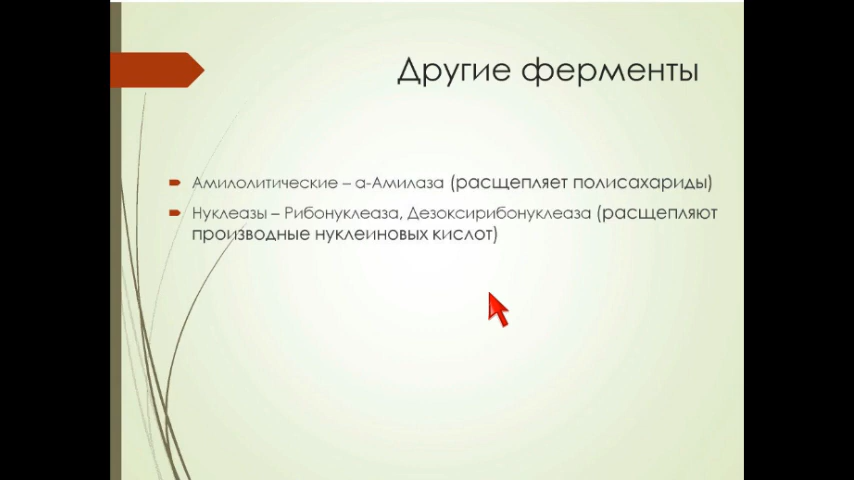 Другие ферменты
Амилолитические – α-Амилаза (расщепляет полисахариды)
Нуклеазы – Рибонуклеаза, Дезоксирибонуклеаза (расщепляют
производные нуклеиновых кислот)